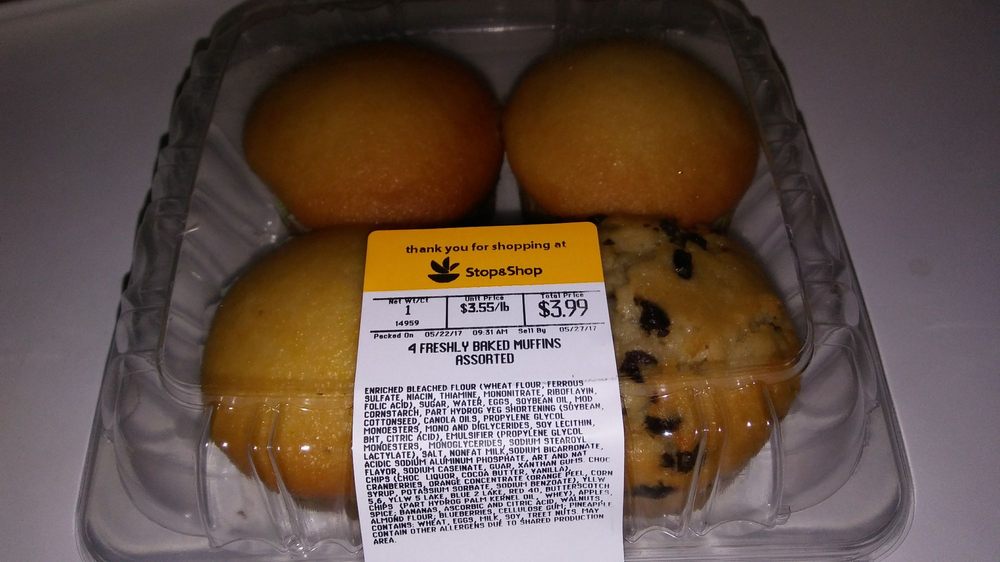 thank you for shopping at
Stop&Shop
Net Wt/Ct Unit Price Total Price
1 $3.55/lb $3.99
14959
Packed On 05/22/17 09:31 AM Sell By 05/27/17
4 FRESHLY BAKED MUFFINS
ASSORTED
ENRICHED BLEACHED FLOUR (WHEAT FLOUR, FERROUS
SULFATE, NIACIN, THIAMINE, MONONITRATE, RIBOFLAVIN,
FOLIC ACID), SUGAR, WATER, EGGS, SOYBEAN OIL, MOD
CORNSTARCH, PART HYDROG VEG SHORTENING (SOYBEAN,
COTTONSEED, CANOLA OILS, PROPYLENE GLYCOL
MONOESTERS, MONO AND DIGLYCERIDES, SOY LECITHIN,
BHT, CITRIC ACID), EMULSIFIER (PROPYLENE GLYCOL
MONOESTERS, MONOGLYCERIDES, SODIUM STEAROYL
LACTYLATE), SALT, NONFAT MILK, SODIUM BICARBONATE,
ACIDIC SODIUM ALUMINUM PHOSPHATE, ART AND NAT
FLAVOR, SODIUM CASEINATE, GUAR, XANTHAN GUMS, CHOC
CHIPS (CHOC LIQUOR, COCOA BUTTER, VANILLA),
CRANBERRIES, ORANGE CONCENTRATE (ORANGE PEEL, CORN
SYRUP, POTASSIUM SORBATE, SODIUM BENZOATE), YLLW
5,6, YLLW 5 LAKE, BLUE 2 LAKE, RED 40, BUTTERSCOTCH
CHIPS (PART HYDROG PALM KERNEL OIL, WHEY), APPLES,
SPICE, BANANAS, ASCORBIC AND CITRIC ACID, WALNUTS,
ALMOND FLOUR, BLUEBERRIES, CELLULOSE GUM, PINEAPPLE
CONTAINS: WHEAT, EGGS, MILK, SOY, TREET NUTS. MAY
CONTAIN OTHER ALLERGENS DUE TO SHARED PRODUCTION
AREA.